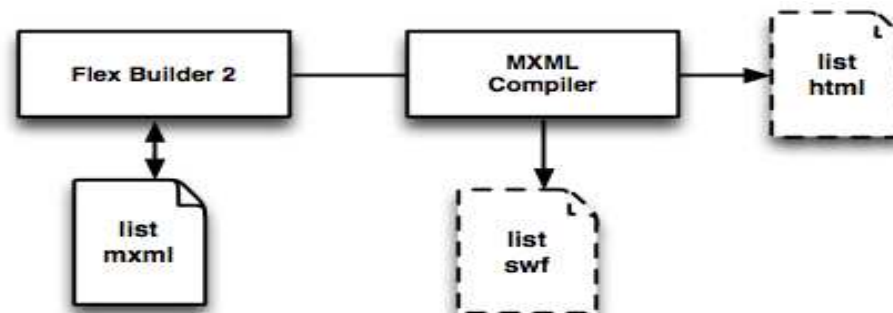 Flex Builder 2
MXML
Compiler
list
html
list
mxml
list
swf